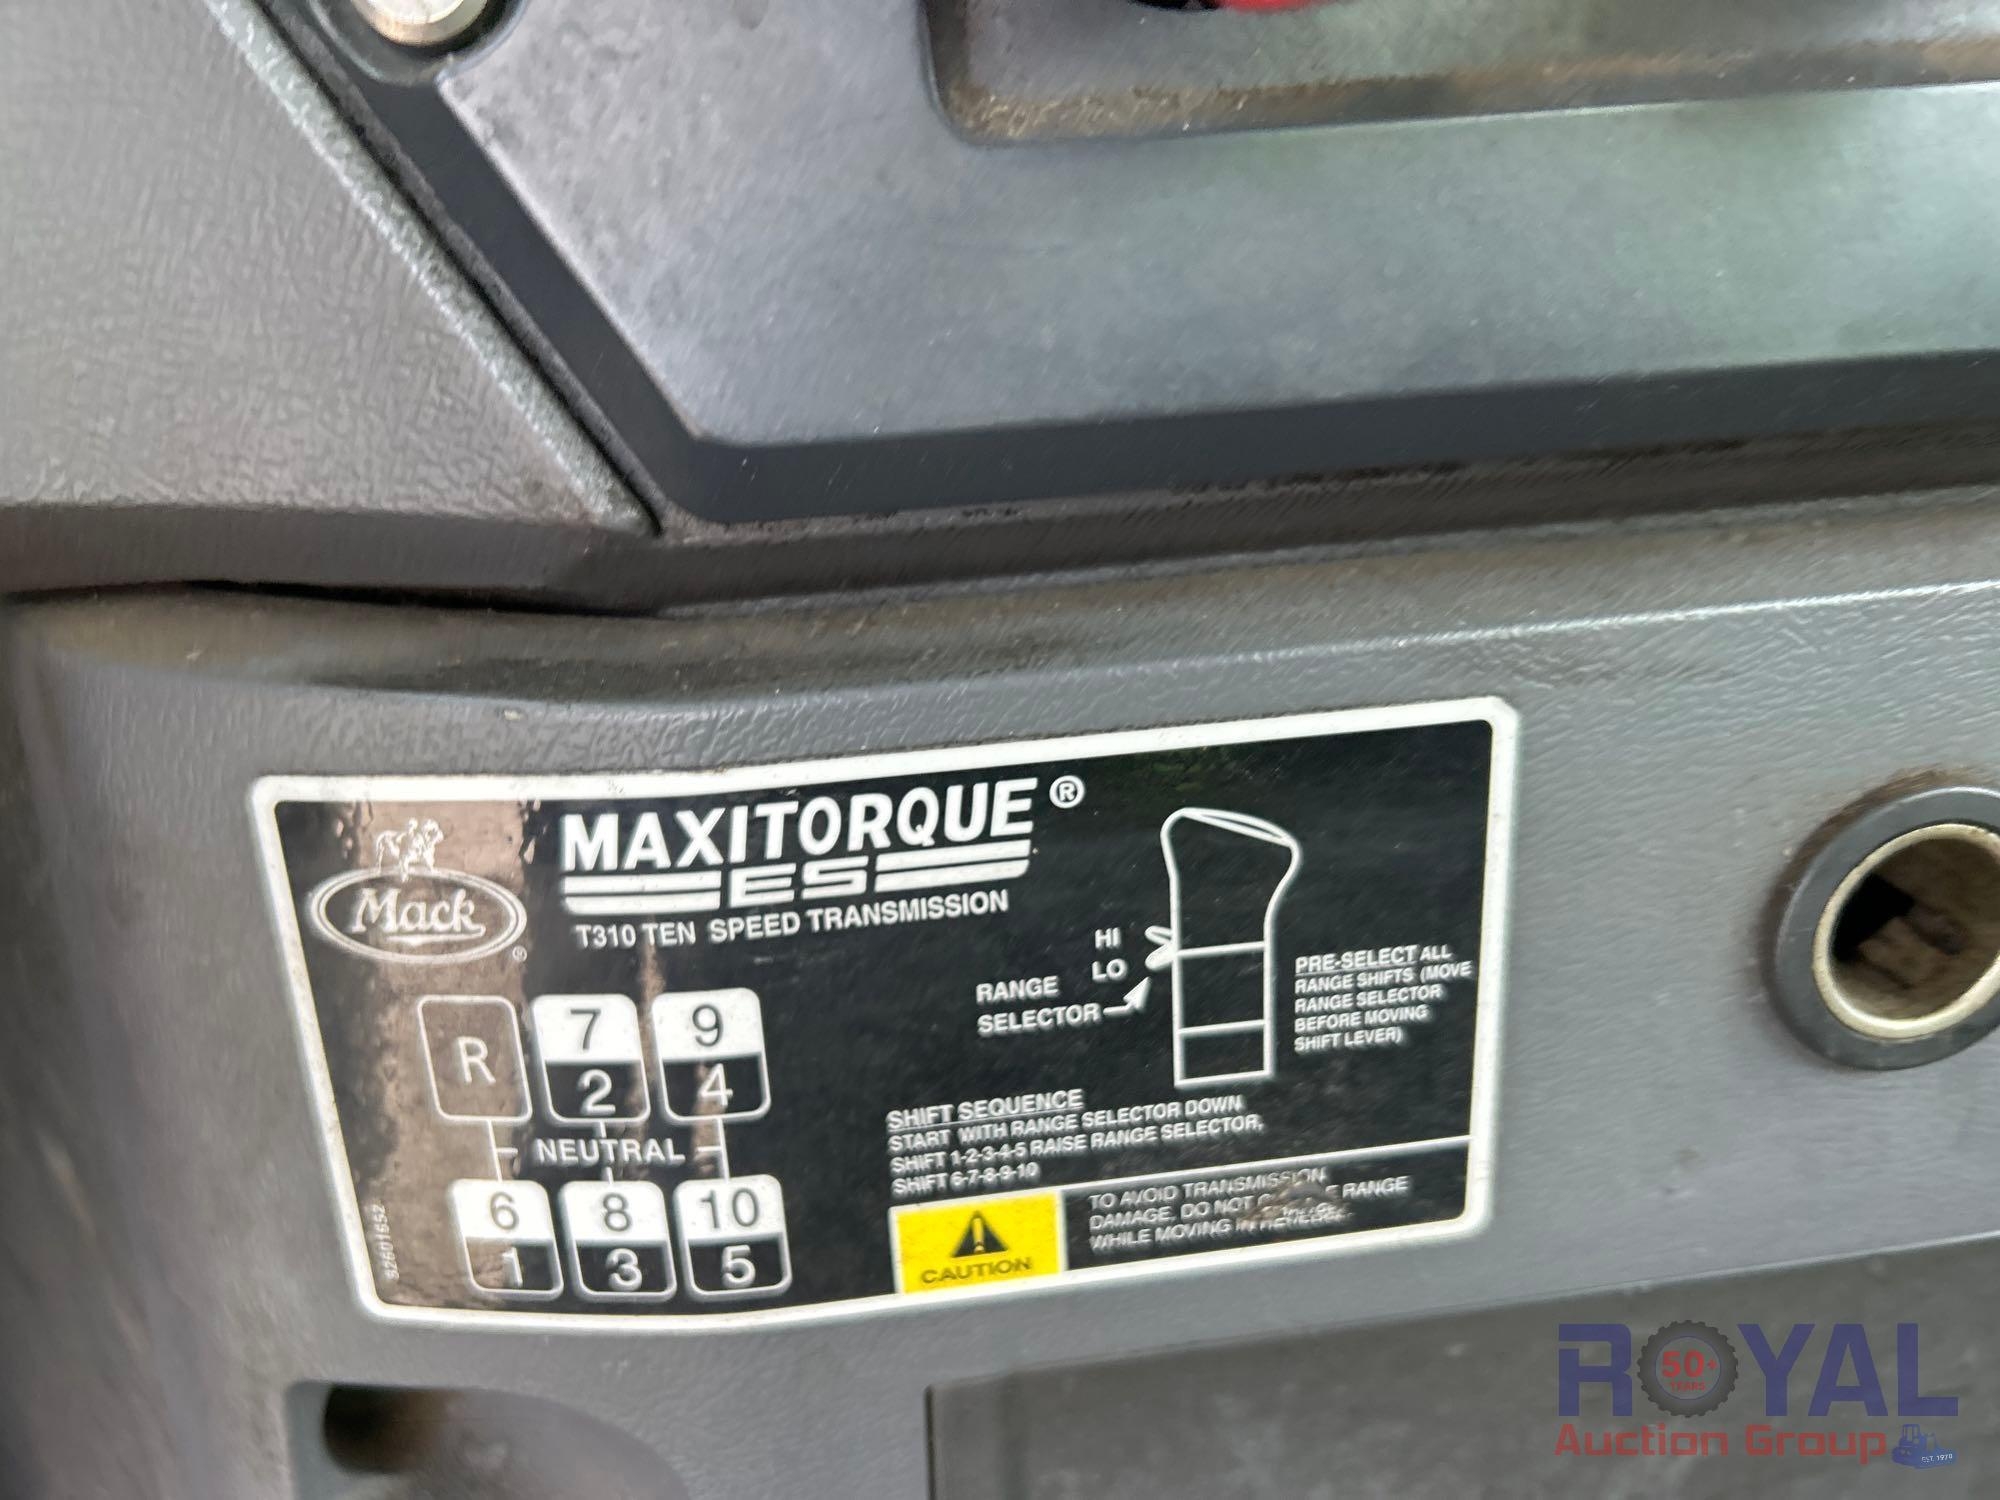 Mack ®
MAXITORQUE ®
ES
T310 TEN SPEED TRANSMISSION
R
7
2
9
4
NEUTRAL
6
1
8
3
10
5
HI
LO
RANGE
SELECTOR
PRE-SELECT ALL
RANGE SHIFTS (MOVE
RANGE SELECTOR
BEFORE MOVING
SHIFT LEVER)
SHIFT SEQUENCE
START WITH RANGE SELECTOR DOWN
SHIFT 1-2-3-4-5 RAISE RANGE SELECTOR,
SHIFT 6-7-8-9-10
CAUTION
TO AVOID TRANSMISSION
DAMAGE, DO NOT RANGE
WHILE MOVING IN
ROYAL
50+
YEARS
Auction Group
EST. 1970